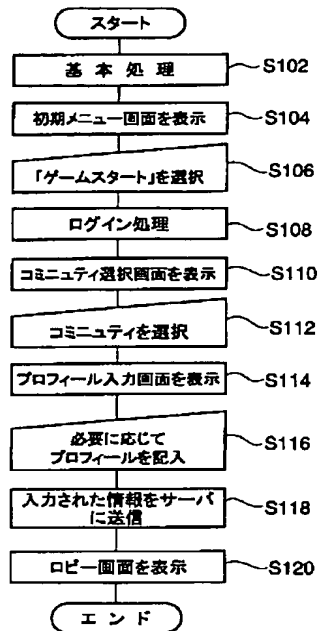 スタート
基本処理 S102
初期メニュー画面を表示 S104
「ゲームスタート」を選択 S106
ログイン処理 S108
コミニュティ選択画面を表示 S110
コミニュティを選択 S112
プロフィール入力画面を表示 S114
必要に応じて
プロフィールを記入 S116
入力された情報をサーバ
に送信 S118
ロビー画面を表示 S120
エンド